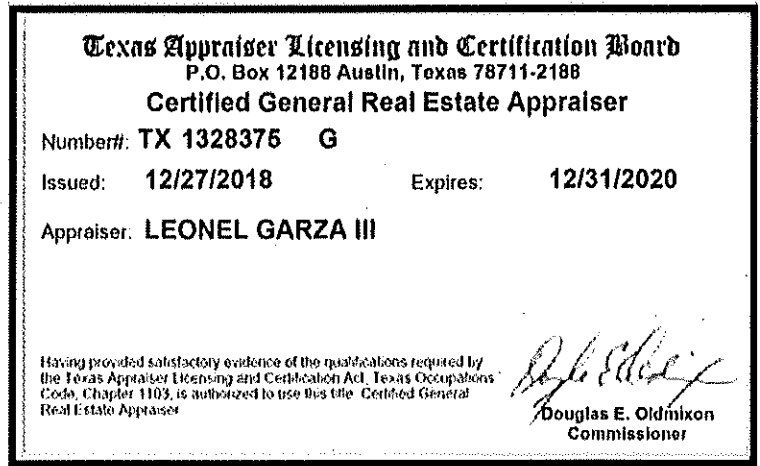 Texas Appraiser Licensing and Certification Board
P.O. Box 12188 Austin, Texas 78711-2188
Certified General Real Estate Appraiser
Number#: TX 1328375 G
Issued: 12/27/2018 Expires: 12/31/2020
Appraiser: LEONEL GARZA III
Having provided satisfactory evidence of the qualifications required by
the Texas Appraiser Licensing and Certification Act, Texas Occupations
Code, Chapter 1103, is authorized to use this title, Certified General
Real Estate Appraiser
Douglas E. Oldmixon
Commissioner